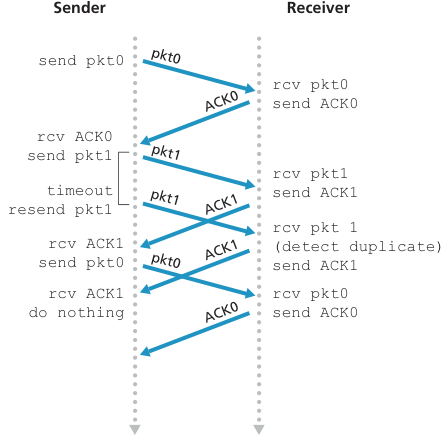 Sender Receiver
send pkt0
pkt0
rcv pkt0
send ACK0
ACK0
rcv ACK0
send pkt1
pkt1
rcv pkt1
send ACK1
timeout
resend pkt1
pkt1
ACK1
rcv pkt 1
(detect duplicate)
send ACK1
rcv ACK1
send pkt0
ACK1
pkt0
rcv ACK1
do nothing
rcv pkt0
send ACK0
ACK0